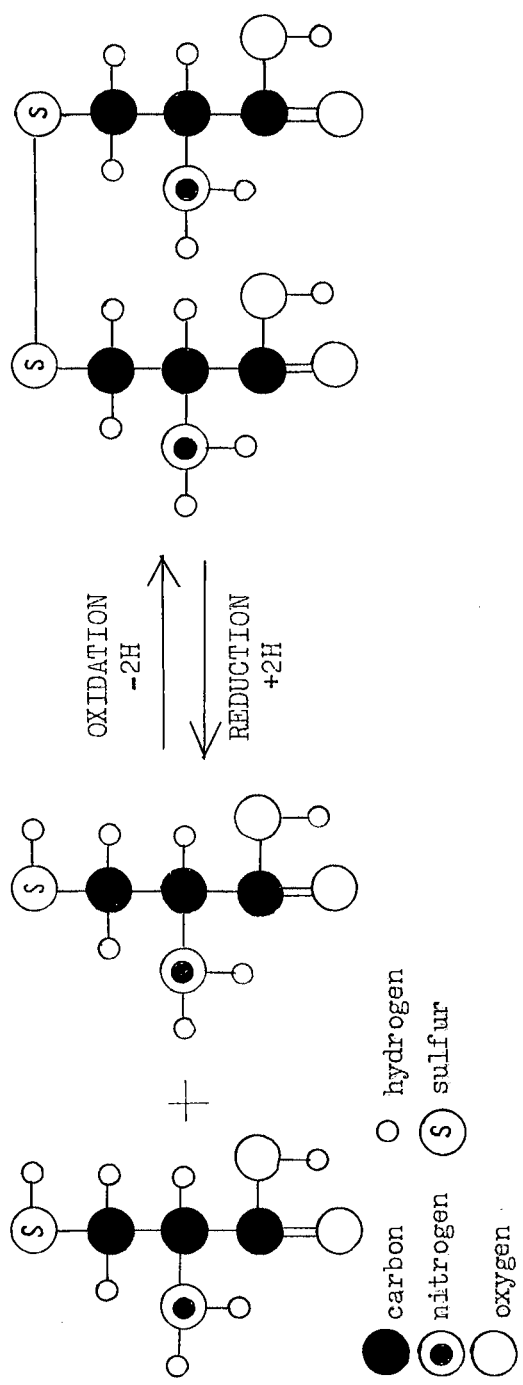 S
S
S
S
+
OXIDATION
-2H
REDUCTION
+2H
carbon
hydrogen
nitrogen
S sulfur
oxygen